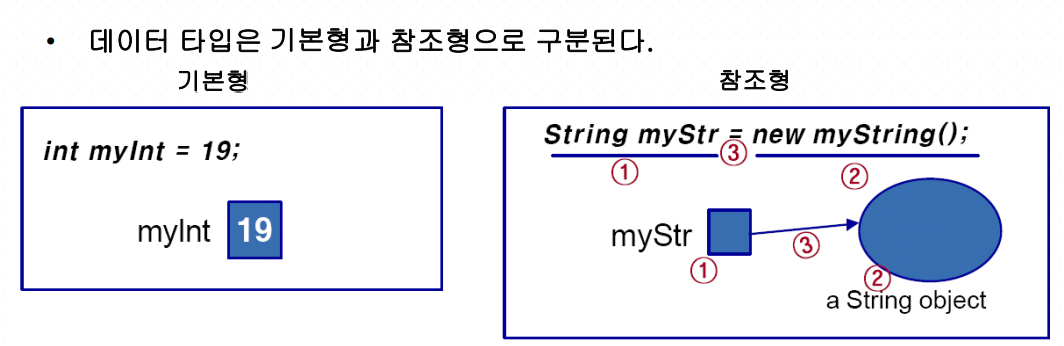 • 데이터 타입은 기본형과 참조형으로 구분된다.
기본형
int myInt = 19;
myInt 19
참조형
String myStr = new myString();
① ③ ②
myStr ③
① ②
a String object